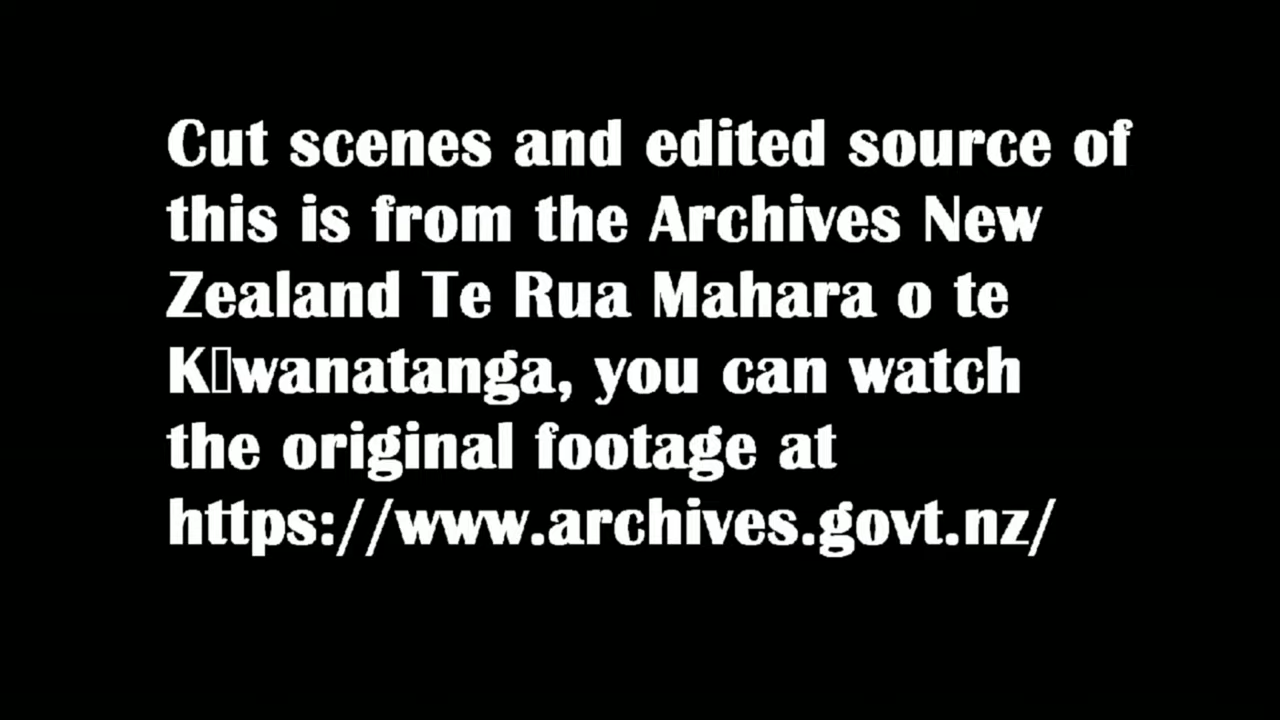 Cut scenes and edited source of
this is from the Archives New
Zealand Te Rua Mahara o te
K▯wanatanga, you can watch
the original footage at
https://www.archives.govt.nz/